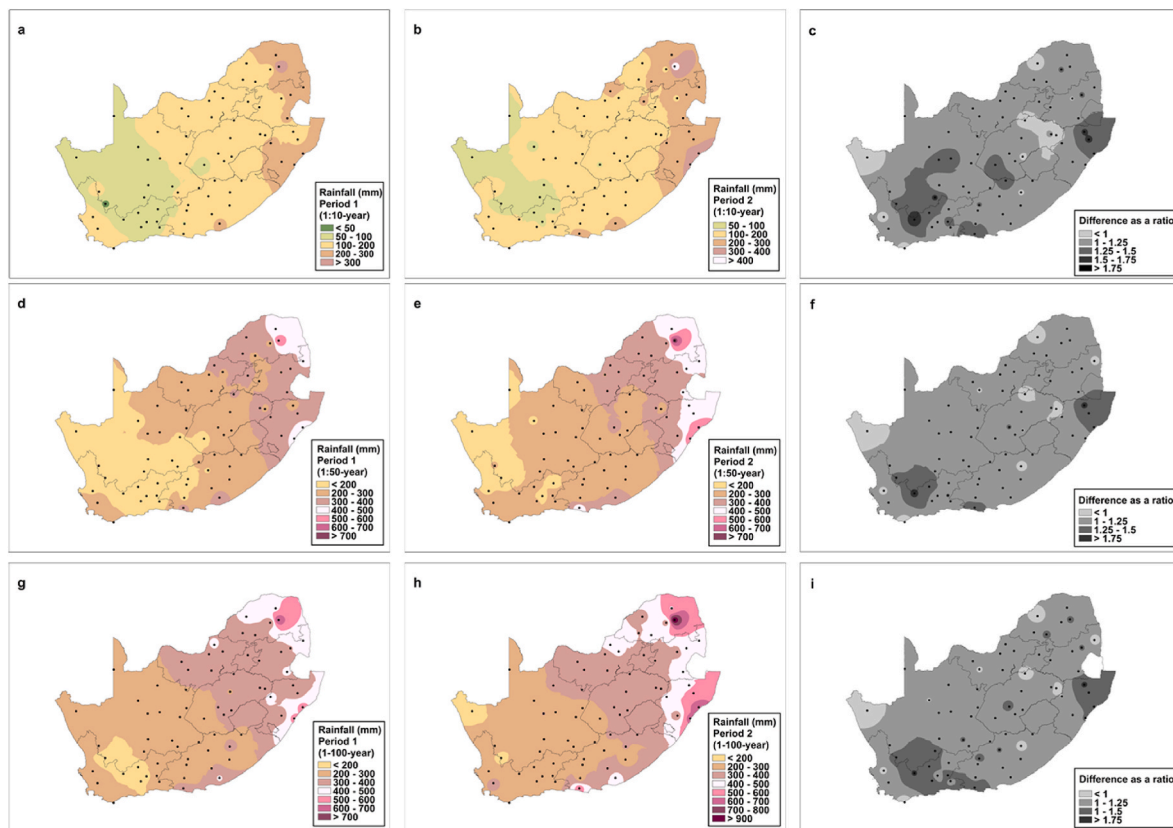 a
Rainfall (mm)
Period 1
(1:10-year)
< 50
50 - 100
100- 200
200 - 300
> 300
b
Rainfall (mm)
Period 2
(1:10-year)
50 - 100
100- 200
200 - 300
300 - 400
> 400
c
Difference as a ratio
< 1
1 - 1.25
1.25 - 1.5
1.5 - 1.75
> 1.75
d
Rainfall (mm)
Period 1
(1:50-year)
< 200
200 - 300
300 - 400
400 - 500
500 - 600
600 - 700
> 700
e
Rainfall (mm)
Period 2
(1:50-year)
< 200
200 - 300
300 - 400
400 - 500
500 - 600
600 - 700
> 700
f
Difference as a ratio
< 1
1 - 1.25
1.25 - 1.5
> 1.75
g
Rainfall (mm)
Period 1
(1-100-year)
< 200
200 - 300
300 - 400
400 - 500
500 - 600
600 - 700
> 700
h
Rainfall (mm)
Period 2
(1-100-year)
< 200
200 - 300
300 - 400
400 - 500
500 - 600
600 - 700
700 - 800
> 900
i
Difference as a ratio
< 1
1 - 1.25
1 - 1.5
> 1.75